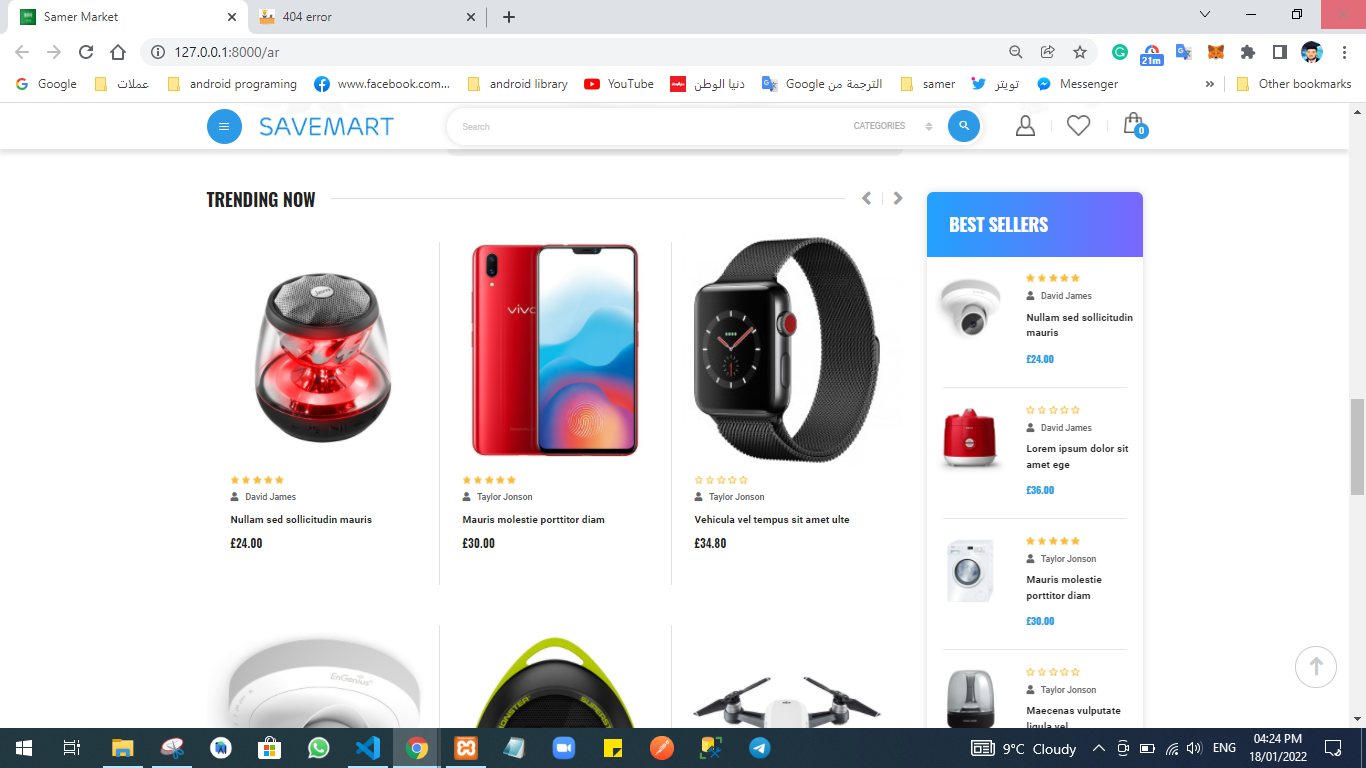 Samer Market
404 error
127.0.0.1:8000/ar
21m
Google
عملات
android programing
www.facebook.com...
android library
YouTube
دنيا الوطن
الترجمة من Google
samer
تويتر
Messenger
»
Other bookmarks
SAVEMART
Search
CATEGORIES
0
TRENDING NOW
BEST SELLERS
vivo
David James
Nullam sed sollicitudin mauris
£24.00
Taylor Jonson
Mauris molestie porttitor diam
£30.00
Taylor Jonson
Vehicula vel tempus sit amet ulte
£34.80
David James
Nullam sed sollicitudin
mauris
£24.00
David James
Lorem ipsum dolor sit
amet ege
£36.00
Taylor Jonson
Mauris molestie
porttitor diam
£30.00
Taylor Jonson
Maecenas vulputate
ligula vel
EnGenius
MONSTER
SUPERS
9°C Cloudy
ENG
04:24 PM
18/01/2022